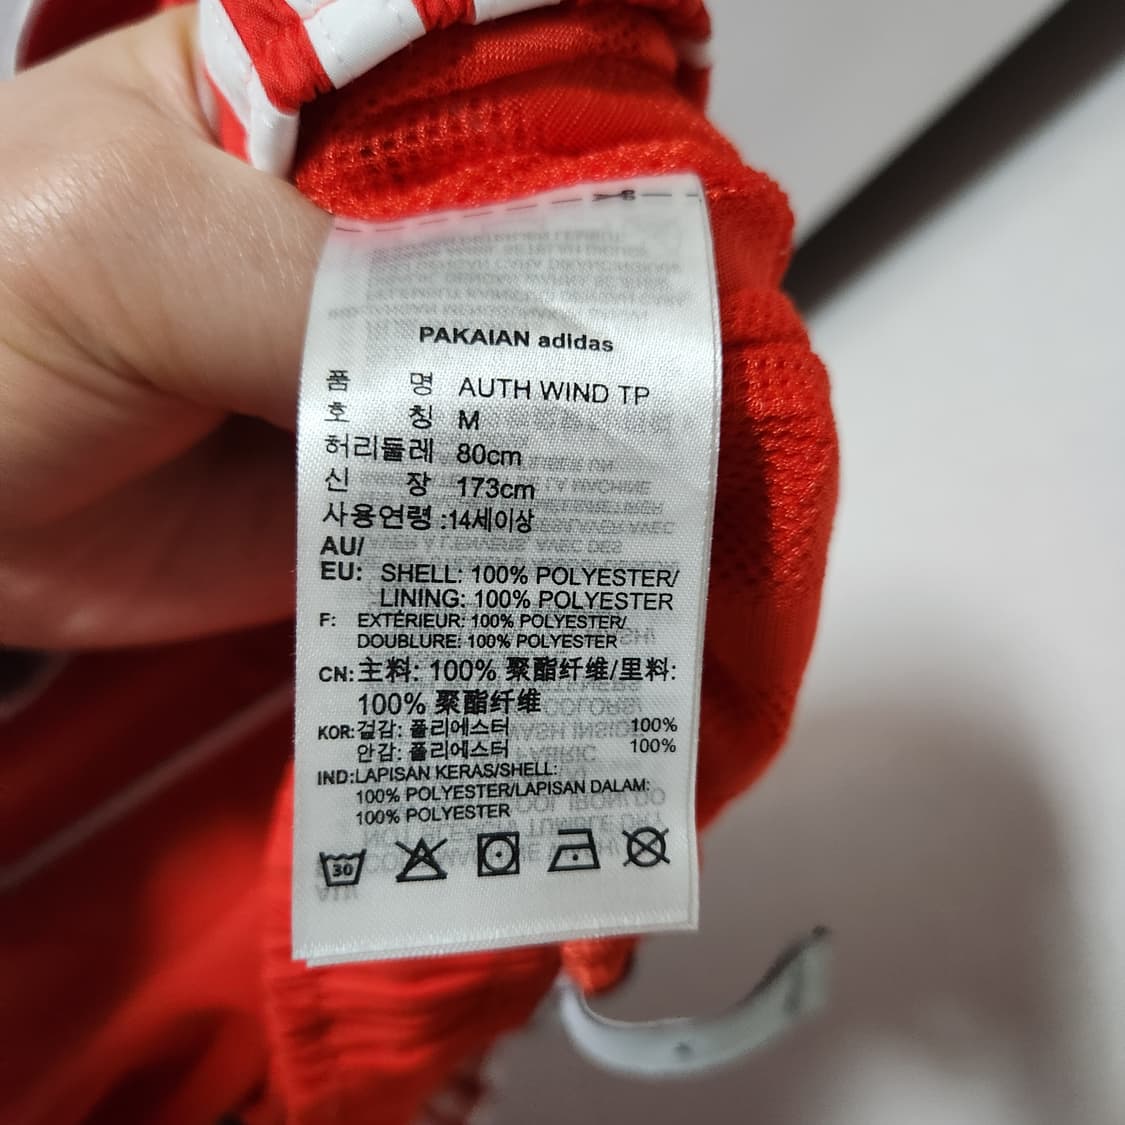 PAKAIAN adidas
품 명 AUTH WIND TP
호 칭 M
허리둘레 80cm
신 장 173cm
사용연령 :14세이상
AU/
EU: SHELL: 100% POLYESTER/
LINING: 100% POLYESTER
F: EXTÉRIEUR: 100% POLYESTER/
DOUBLURE: 100% POLYESTER
CN:主料: 100% 聚酯纤维/里料:
100% 聚酯纤维
KOR:겉감: 폴리에스터 100%
안감: 폴리에스터 100%
IND:LAPISAN KERAS/SHELL:
100% POLYESTER/LAPISAN DALAM:
100% POLYESTER
30